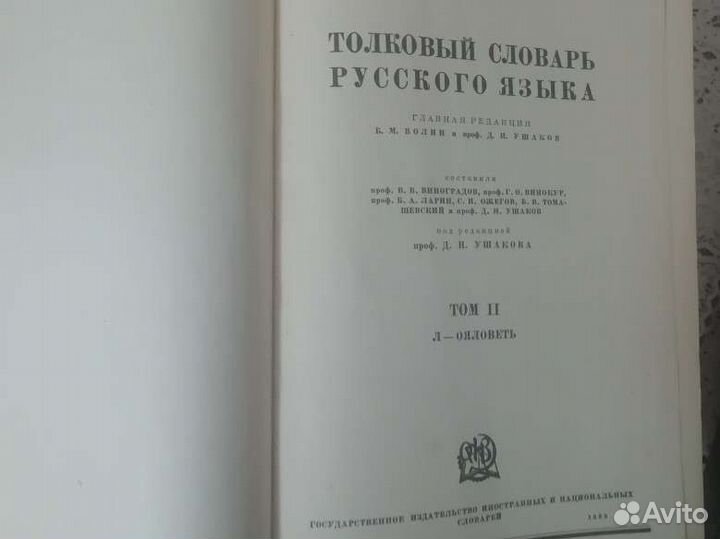 ТОЛКОВЫЙ СЛОВАРЬ
РУССКОГО ЯЗЫКА
ГЛАВНАЯ РЕДАКЦИЯ
Б. М. ВОЛИН и проф. Д. Н. УШАКОВ
СОСТАВИЛИ
проф. В. В. ВИНОГРАДОВ, проф. Г. О. ВИНОКУР,
проф. Б. А. ЛАРИН, С. И. ОЖЕГОВ, Б. В. ТОМА-
ШЕВСКИЙ и проф. Д. Н. УШАКОВ
под редакцией
проф. Д. Н. УШАКОВА
ТОМ II
Л — ОЯЛОВЕТЬ
ГОСУДАРСТВЕННОЕ ИЗДАТЕЛЬСТВО ИНОСТРАННЫХ И НАЦИОНАЛЬНЫХ
СЛОВАРЕЙ
Avito